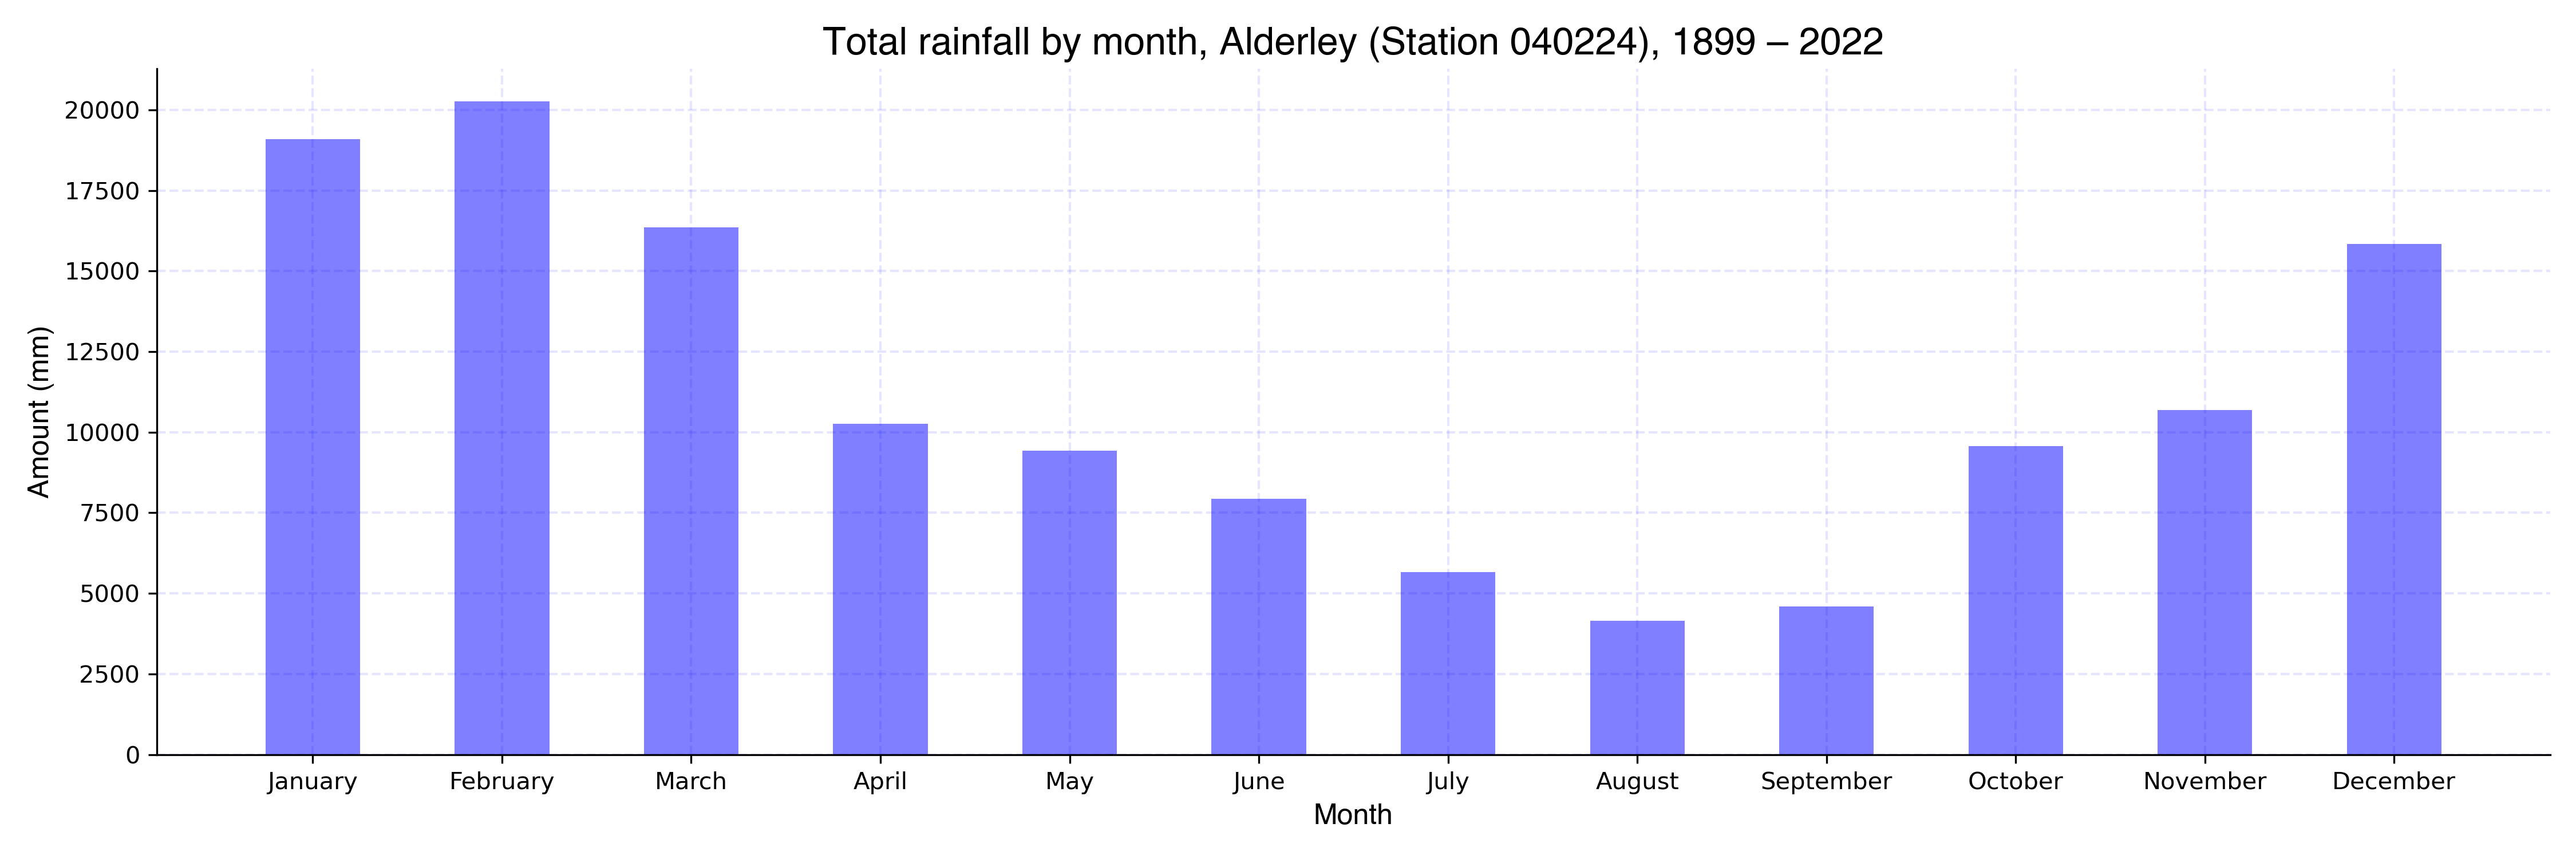 Total rainfall by month, Alderley (Station 040224), 1899 – 2022
Amount (mm)
20000
17500
15000
12500
10000
7500
5000
2500
0
January February March April May June July August September October November December
Month